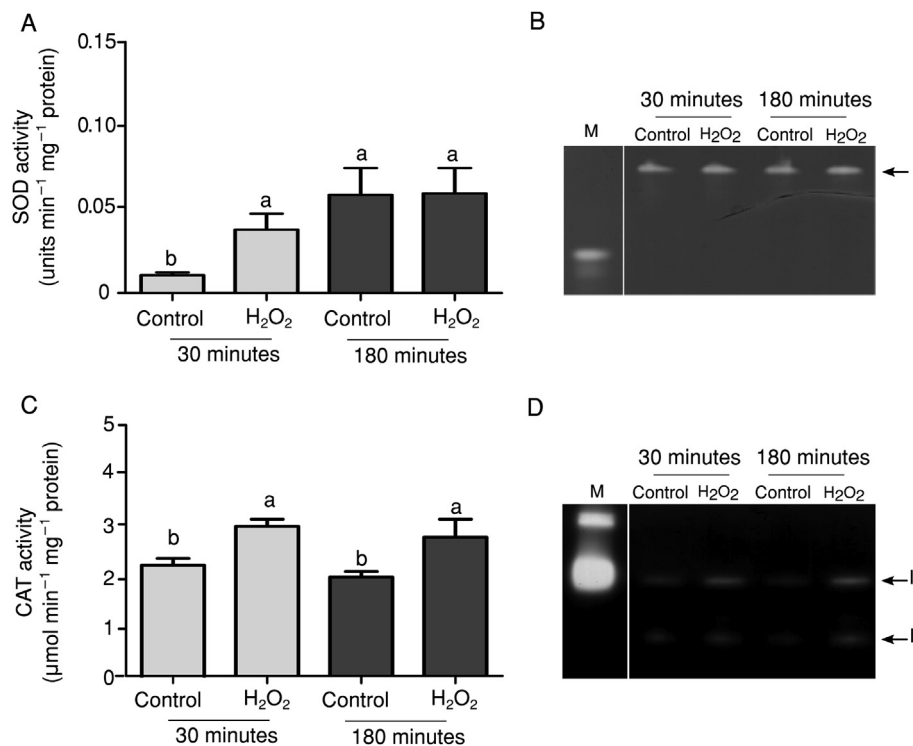 A
SOD activity
(units min⁻¹ mg⁻¹ protein)
0.15
0.10
0.05
0
b
a
a
a
Control
H₂O₂
Control
H₂O₂
30 minutes
180 minutes
B
30 minutes
180 minutes
M
Control
H₂O₂
Control
H₂O₂
C
CAT activity
(µmol min⁻¹ mg⁻¹ protein)
5
4
3
2
1
0
b
a
b
a
Control
H₂O₂
Control
H₂O₂
30 minutes
180 minutes
D
30 minutes
180 minutes
M
Control
H₂O₂
Control
H₂O₂
I
I